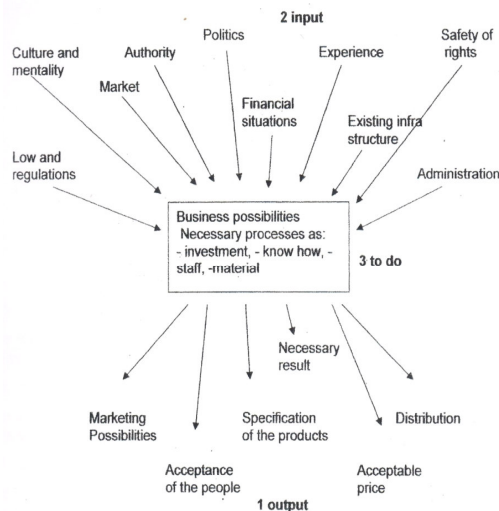 2 input
Politics
Safety of
rights
Culture and
mentality
Authority
Experience
Market
Financial
situations
Existing infra
structure
Low and
regulations
Administration
Business possibilities
Necessary processes as:
- investment, - know how, -
staff, -material
3 to do
Necessary
result
Marketing
Possibilities
Specification
of the products
Distribution
Acceptance
of the people
Acceptable
price
1 output